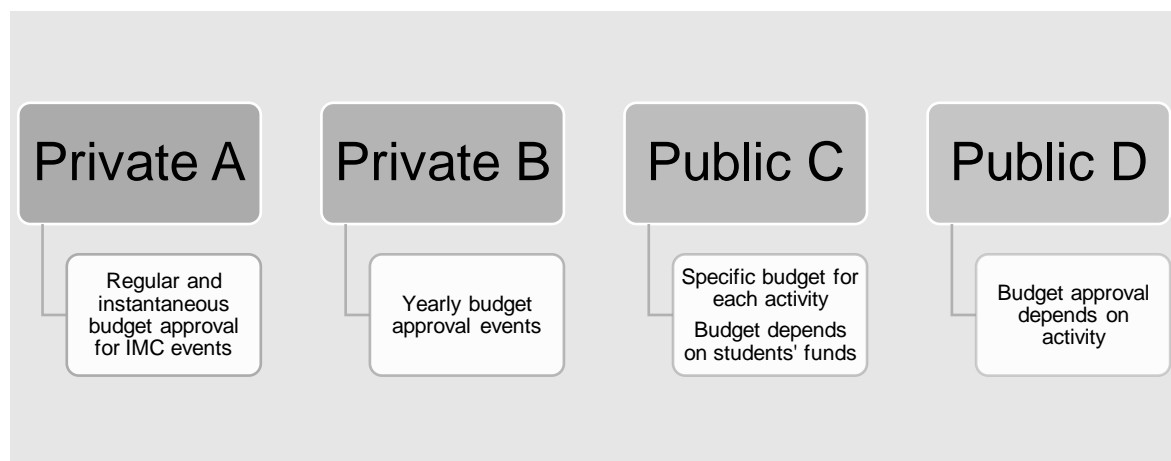 Private A
Regular and
instantaneous
budget approval
for IMC events
Private B
Yearly budget
approval events
Public C
Specific budget for
each activity
Budget depends
on students' funds
Public D
Budget approval
depends on
activity